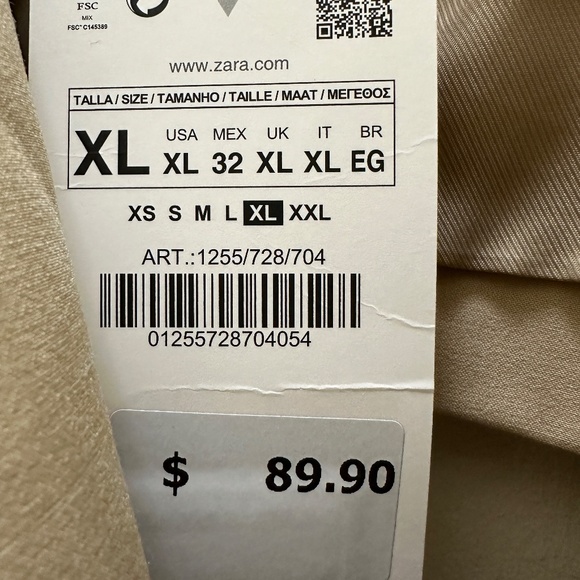 FSC
MIX
FSC® C145389
www.zara.com
TALLA / SIZE / TAMANHO / TAILLE / MAAT / ΜΕΓΕΘΟΣ
XL
USA MEX UK IT BR
XL 32 XL XL EG
XS S M L XL XXL
ART.:1255/728/704
01255728704054
$ 89.90